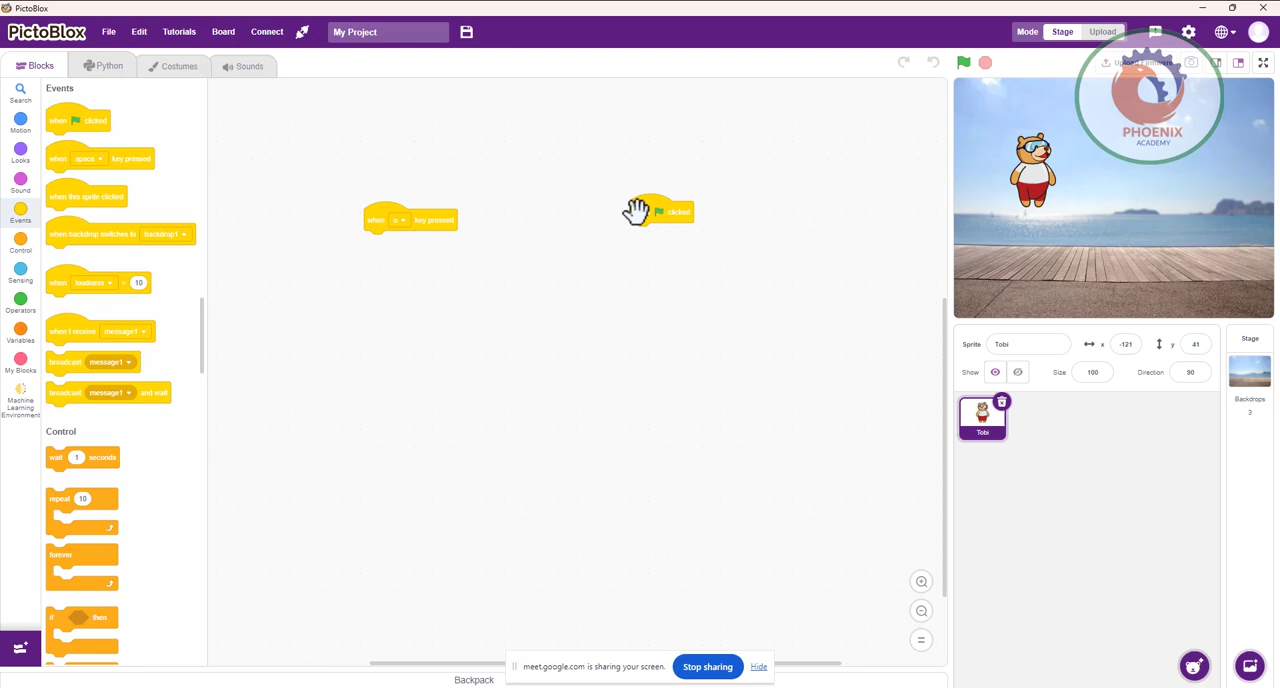 PictoBlox
PictoBlox File Edit Tutorials Board Connect My Project Mode Stage Upload
Blocks Python Costumes Sounds Upload Firmware
Search
Motion
Looks
Sound
Events
Control
Sensing
Operators
Variables
My Blocks
Machine
Learning
Environment
Events
when clicked
when space key pressed
when this sprite clicked
when backdrop switches to backdrop1
when loudness > 10
when I receive message1
broadcast message1
broadcast message1 and wait
Control
wait 1 seconds
repeat 10
forever
if then
when key pressed
clicked
PHOENIX
ACADEMY
Sprite Tobi x -121 y 41
Show Size 100 Direction 90
Tobi
Stage
Backdrops
3
meet.google.com is sharing your screen. Stop sharing Hide
Backpack